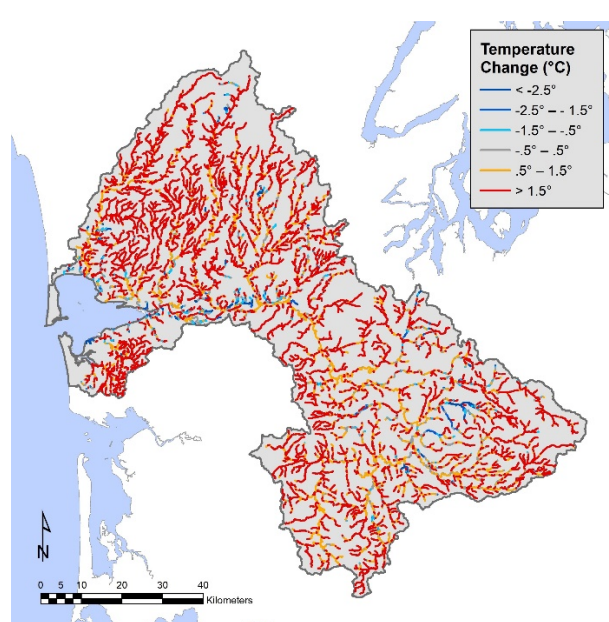 Temperature
Change (°C)
< -2.5°
-2.5° – - 1.5°
-1.5° – -.5°
-.5° – .5°
.5° – 1.5°
> 1.5°
N
0 5 10 20 30 40
Kilometers